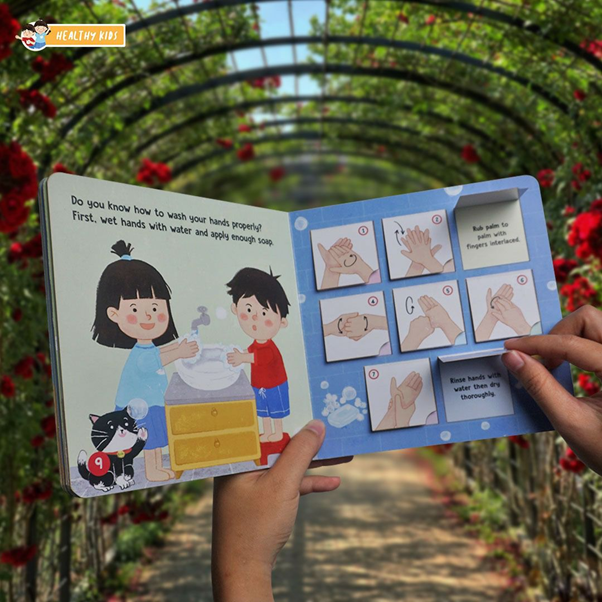 HEALTHY KIDS
Do you know how to wash your hands properly?
First, wet hands with water and apply enough soap.
1
2
Rub palm to
palm with
fingers interlaced.
4
5
6
7
Rinse hands with
water then dry
thoroughly.
9